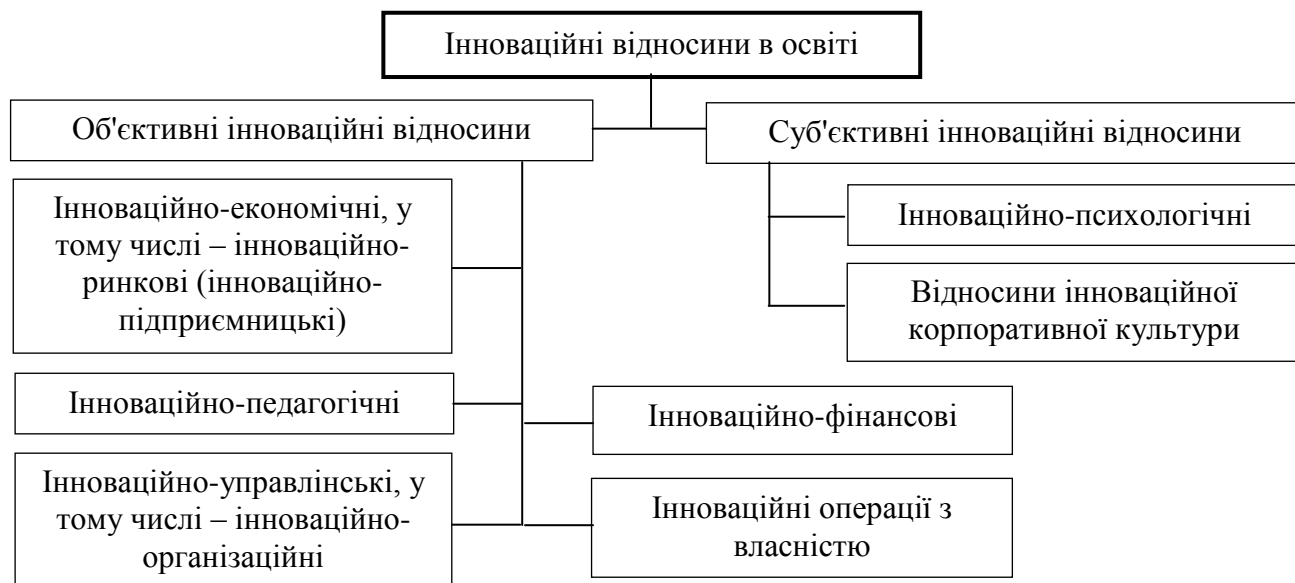 Інноваційні відносини в освіті
Об'єктивні інноваційні відносини
Суб'єктивні інноваційні відносини
Інноваційно-економічні, у
тому числі – інноваційно-
ринкові (інноваційно-
підприємницькі)
Інноваційно-психологічні
Відносини інноваційної
корпоративної культури
Інноваційно-педагогічні
Інноваційно-фінансові
Інноваційно-управлінські, у
тому числі – інноваційно-
організаційні
Інноваційні операції з
власністю